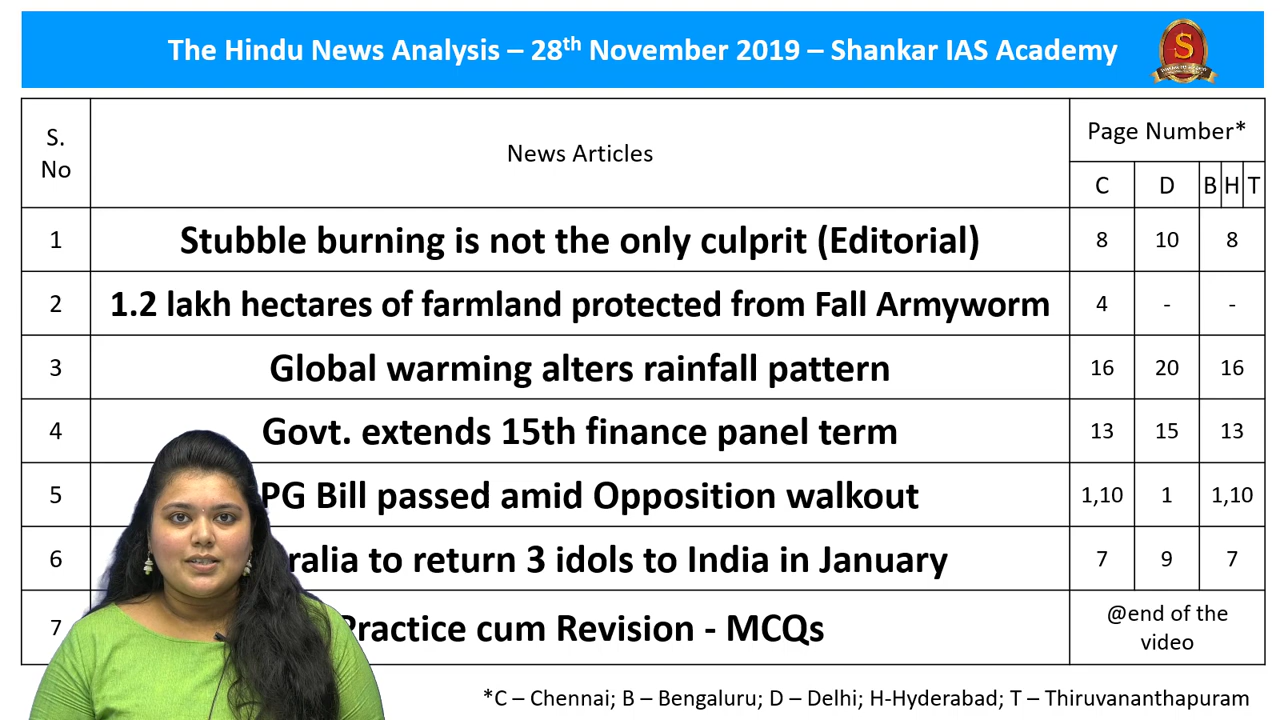 The Hindu News Analysis – 28th November 2019 – Shankar IAS Academy
S
S. No
News Articles
Page Number*
C D B H T
1 Stubble burning is not the only culprit (Editorial) 8 10 8
2 1.2 lakh hectares of farmland protected from Fall Armyworm 4 - -
3 Global warming alters rainfall pattern 16 20 16
4 Govt. extends 15th finance panel term 13 15 13
5 PG Bill passed amid Opposition walkout 1,10 1 1,10
6 ralia to return 3 idols to India in January 7 9 7
7 Practice cum Revision - MCQs @end of the video
*C – Chennai; B – Bengaluru; D – Delhi; H-Hyderabad; T – Thiruvananthapuram